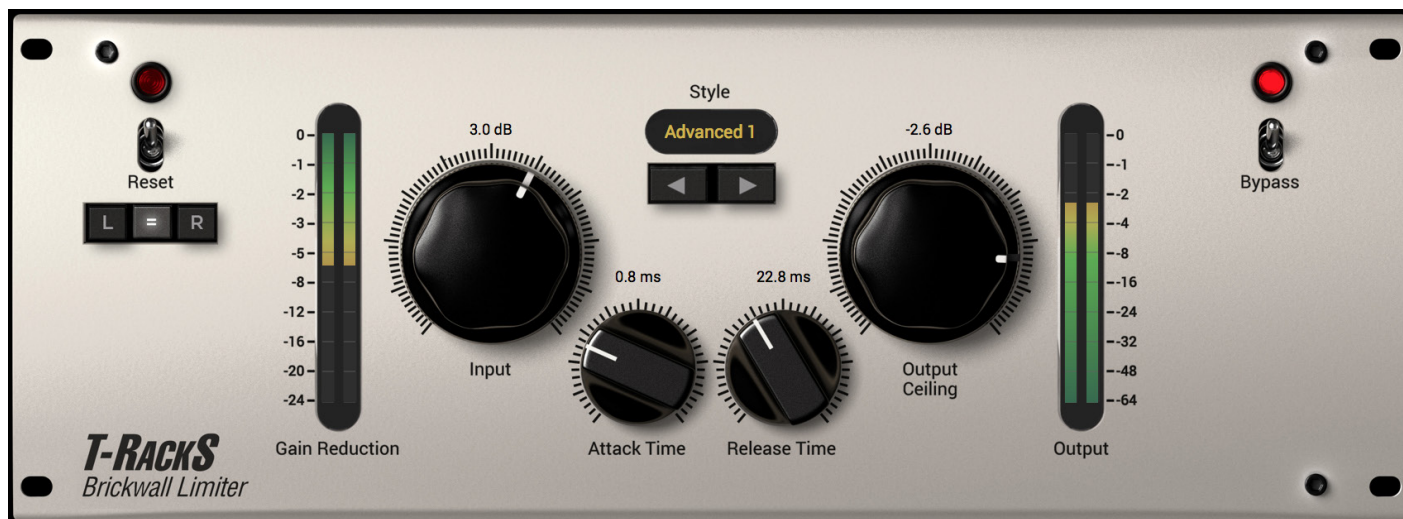 Reset
L = R
0
-1
-2
-3
-5
-8
-12
-16
-20
-24
Gain Reduction
3.0 dB
Input
Style
Advanced 1
0.8 ms
Attack Time
22.8 ms
Release Time
-2.6 dB
Output
Ceiling
0
-1
-2
-4
-8
-16
-24
-32
-48
-64
Output
Bypass
T-RackS
Brickwall Limiter